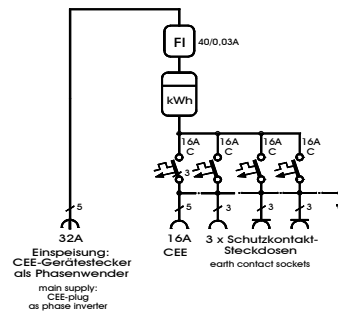 FI 40/0,03A
kWh
16A 16A 16A 16A
C C C C
3
5 5 3 3 3
32A 16A 3 x Schutzkontakt-
CEE Steckdosen
earth contact sockets
Einspeisung:
CEE-Gerätestecker
als Phasenwender
main supply:
CEE-plug
as phase inverter